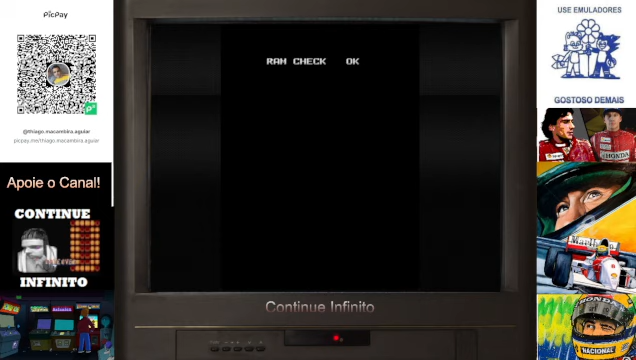 PicPay
@thiago.macambira.aguiar
picpay.me/thiago.macambira.aguiar
Apoie o Canal!
CONTINUE
INFINITO
RAM CHECK OK
Continue Infinito
USE EMULADORES
GOSTOSO DEMAIS
HONDA
Marlboro
HONDA
NACIONAL